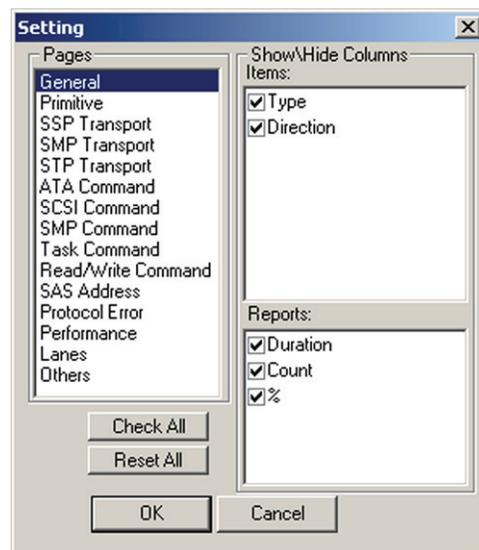 Setting
Pages
General
Primitive
SSP Transport
SMP Transport
STP Transport
ATA Command
SCSI Command
SMP Command
Task Command
Read/Write Command
SAS Address
Protocol Error
Performance
Lanes
Others
Check All
Reset All
Show\Hide Columns
Items:
Type
Direction
Reports:
Duration
Count
%
OK
Cancel